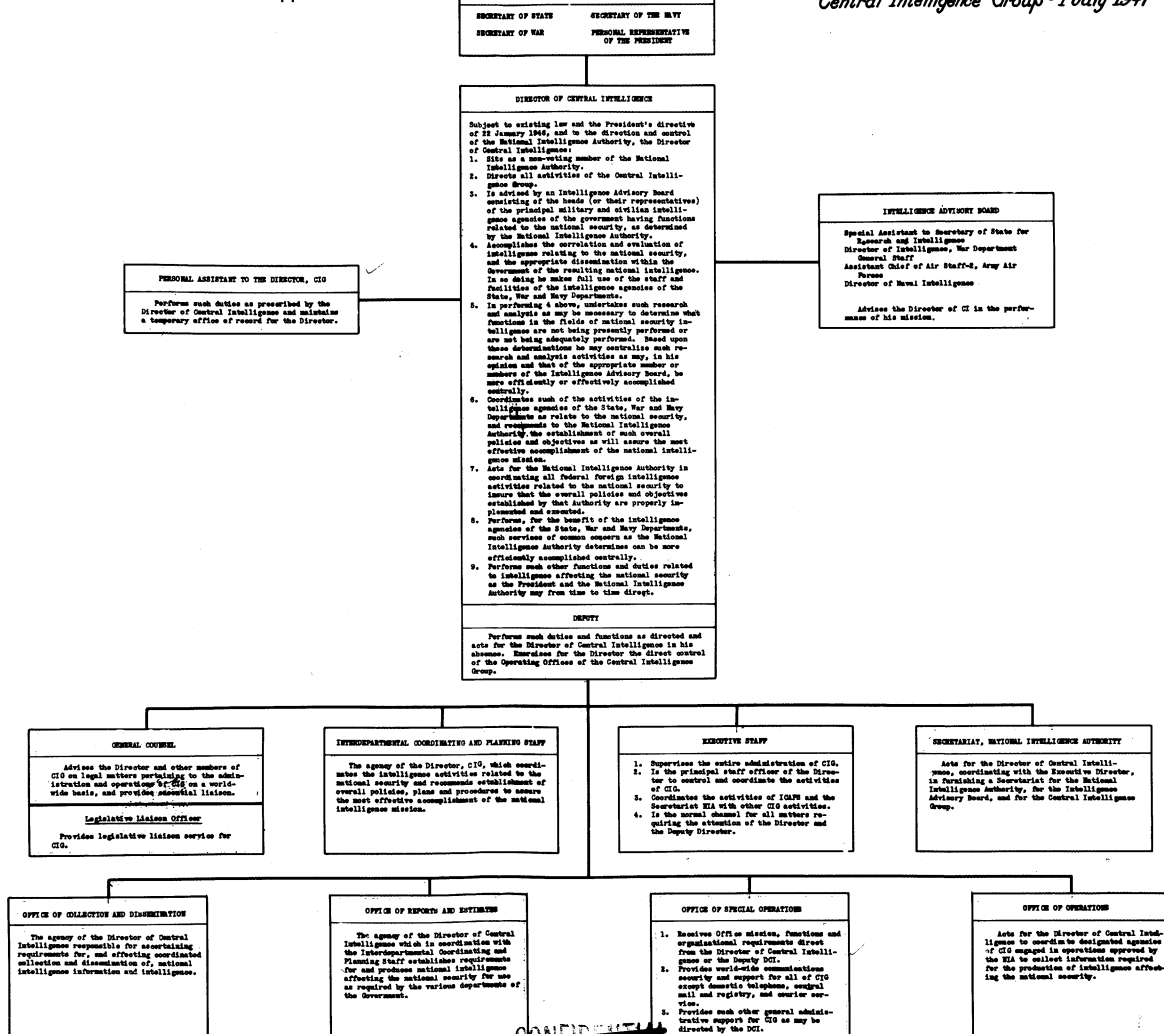 Central Intelligence Group - 1 July 1947
SECRETARY OF STATE SECRETARY OF THE NAVY
SECRETARY OF WAR PERSONAL REPRESENTATIVE
OF THE PRESIDENT
DIRECTOR OF CENTRAL INTELLIGENCE
Subject to existing law and the President's directive
of 22 January 1946, and to the direction and control
of the National Intelligence Authority, the Director
of Central Intelligence:
1. Sits as a non-voting member of the National
Intelligence Authority.
2. Directs all activities of the Central Intelli-
gence Group.
3. Is advised by an Intelligence Advisory Board
consisting of the heads (or their representatives)
of the principal military and civilian intelli-
gence agencies of the government having functions
related to the national security, as determined
by the National Intelligence Authority.
4. Accomplishes the correlation and evaluation of
intelligence relating to the national security,
and the appropriate dissemination within the
Government of the resulting national intelligence.
In so doing he makes full use of the staff and
facilities of the intelligence agencies of the
State, War and Navy Departments.
5. In performing 4 above, undertakes such research
and analysis as may be necessary to determine what
functions in the fields of national security in-
telligence are not being presently performed or
are not being adequately performed. Based upon
these determinations he may centralize such re-
search and analysis activities as may, in his
opinion and that of the appropriate member or
members of the Intelligence Advisory Board, be
more efficiently or effectively accomplished
centrally.
6. Coordinates such of the activities of the in-
telligence agencies of the State, War and Navy
Departments as relate to the national security,
and recommends to the National Intelligence
Authority the establishment of such overall
policies and objectives as will assure the most
effective accomplishment of the national intelli-
gence mission.
7. Acts for the National Intelligence Authority in
coordinating all federal foreign intelligence
activities related to the national security to
insure that the overall policies and objectives
established by that Authority are properly im-
plemented and executed.
8. Performs, for the benefit of the intelligence
agencies of the State, War and Navy Departments,
such services of common concern as the National
Intelligence Authority determines can be more
efficiently accomplished centrally.
9. Performs such other functions and duties related
to intelligence affecting the national security
as the President and the National Intelligence
Authority may from time to time direct.
DEPUTY
Performs such duties and functions as directed and
acts for the Director of Central Intelligence in his
absence. Exercises for the Director the direct control
of the Operating Offices of the Central Intelligence
Group.
PERSONAL ASSISTANT TO THE DIRECTOR, CIG
Performs such duties as prescribed by the
Director of Central Intelligence and maintains
a temporary office of record for the Director.
INTELLIGENCE ADVISORY BOARD
Special Assistant to Secretary of State for
Research and Intelligence
Director of Intelligence, War Department
General Staff
Assistant Chief of Air Staff-2, Army Air
Forces
Director of Naval Intelligence
Advises the Director of CI in the perfor-
mance of his mission.
GENERAL COUNSEL
Advises the Director and other members of
CIG on legal matters pertaining to the admin-
istration and operations of CIG on a world-
wide basis, and provides essential liaison.
Legislative Liaison Officer
Provides legislative liaison service for
CIG.
INTERDEPARTMENTAL COORDINATING AND PLANNING STAFF
The agency of the Director, CIG, which coordi-
nates the intelligence activities related to the
national security and recommends establishment of
overall policies, plans and procedures to assure
the most effective accomplishment of the national
intelligence mission.
EXECUTIVE STAFF
1. Supervises the entire administration of CIG.
2. Is the principal staff officer of the Direc-
tor to control and coordinate the activities
of CIG.
3. Coordinates the activities of ICAPS and the
Secretariat NIA with other CIG activities.
4. Is the normal channel for all matters re-
quiring the attention of the Director and
the Deputy Director.
SECRETARIAT, NATIONAL INTELLIGENCE AUTHORITY
Acts for the Director of Central Intelli-
gence, coordinating with the Executive Director,
in furnishing a Secretariat for the National
Intelligence Authority, for the Intelligence
Advisory Board, and for the Central Intelligence
Group.
OFFICE OF COLLECTION AND DISSEMINATION
The agency of the Director of Central
Intelligence responsible for ascertaining
requirements for, and effecting coordinated
collection and dissemination of, national
intelligence information and intelligence.
OFFICE OF REPORTS AND ESTIMATES
The agency of the Director of Central
Intelligence which in coordination with
the Interdepartmental Coordinating and
Planning Staff establishes requirements
for and produces national intelligence
affecting the national security for use
as required by the various departments of
the Government.
OFFICE OF SPECIAL OPERATIONS
1. Receives Office mission, functions and
organizational requirements direct
from the Director of Central Intelli-
gence or the Deputy DCI.
2. Provides world-wide communications
security and support for all of CIG
except domestic telephone, central
mail and registry, and courier ser-
vice.
3. Provides such other general adminis-
trative support for CIG as may be
directed by the DCI.
OFFICE OF OPERATIONS
Acts for the Director of Central Intel-
ligence to coordinate designated agencies
of CIG engaged in operations approved by
the NIA to collect information required
for the production of intelligence affect-
ing the national security.
CONFIDENTIAL